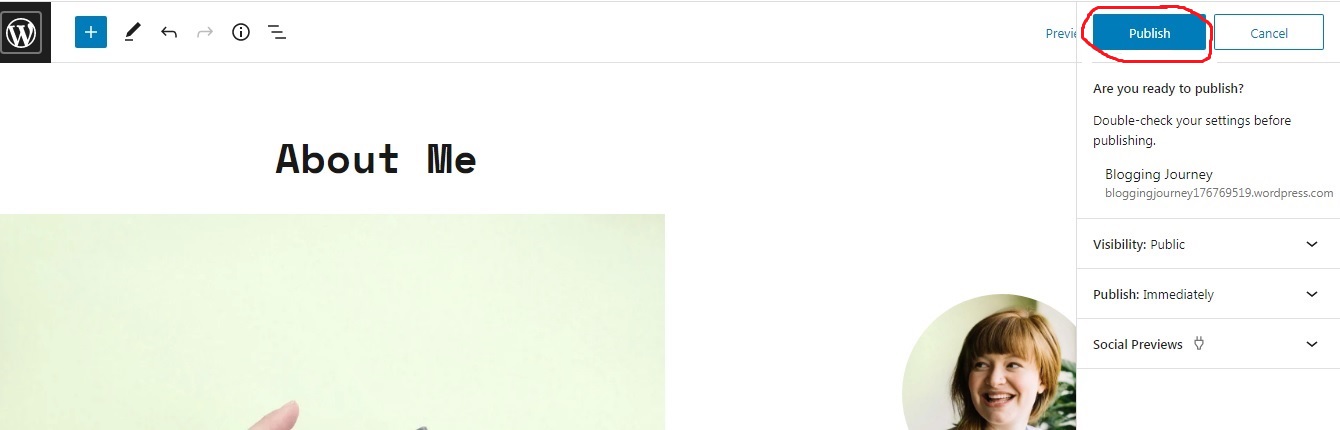 Previe
Publish
Cancel
Are you ready to publish?
Double-check your settings before
publishing.
Blogging Journey
bloggingjourney176769519.wordpress.com
Visibility: Public
Publish: Immediately
Social Previews
About Me